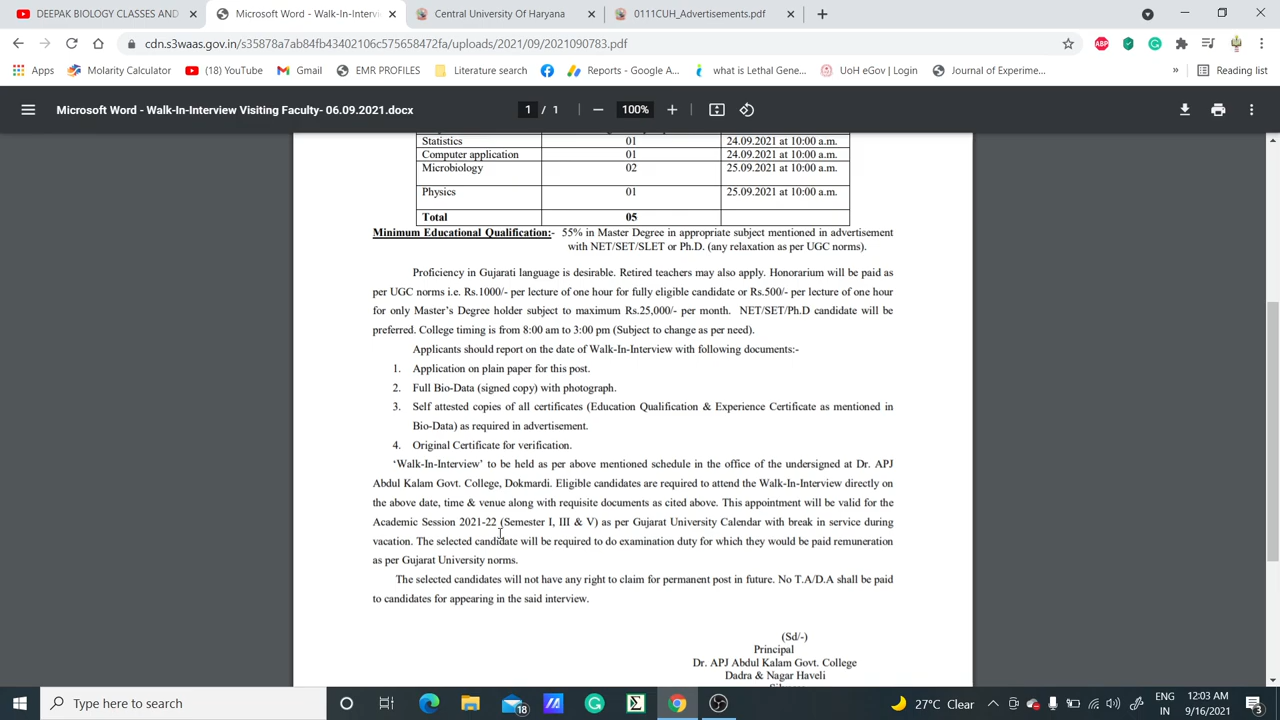 DEEPAK BIOLOGY CLASSES AND
Microsoft Word - Walk-In-Intervi
Central University Of Haryana
0111CUH_Advertisements.pdf
cdn.s3waas.gov.in/s35878a7ab84fb43402106c575658472fa/uploads/2021/09/2021090783.pdf
ABP
Apps
Molarity Calculator
(18) YouTube
Gmail
EMR PROFILES
Literature search
Reports - Google A...
what is Lethal Gene...
UoH eGov | Login
Journal of Experime...
»
Reading list
Microsoft Word - Walk-In-Interview Visiting Faculty- 06.09.2021.docx
1 / 1
100%
Statistics 01 24.09.2021 at 10:00 a.m.
Computer application 01 24.09.2021 at 10:00 a.m.
Microbiology 02 25.09.2021 at 10:00 a.m.
Physics 01 25.09.2021 at 10:00 a.m.
Total 05
Minimum Educational Qualification:- 55% in Master Degree in appropriate subject mentioned in advertisement
with NET/SET/SLET or Ph.D. (any relaxation as per UGC norms).
Proficiency in Gujarati language is desirable. Retired teachers may also apply. Honorarium will be paid as
per UGC norms i.e. Rs.1000/- per lecture of one hour for fully eligible candidate or Rs.500/- per lecture of one hour
for only Master's Degree holder subject to maximum Rs.25,000/- per month. NET/SET/Ph.D candidate will be
preferred. College timing is from 8:00 am to 3:00 pm (Subject to change as per need).
Applicants should report on the date of Walk-In-Interview with following documents:-
1. Application on plain paper for this post.
2. Full Bio-Data (signed copy) with photograph.
3. Self attested copies of all certificates (Education Qualification & Experience Certificate as mentioned in
Bio-Data) as required in advertisement.
4. Original Certificate for verification.
'Walk-In-Interview' to be held as per above mentioned schedule in the office of the undersigned at Dr. APJ
Abdul Kalam Govt. College, Dokmardi. Eligible candidates are required to attend the Walk-In-Interview directly on
the above date, time & venue along with requisite documents as cited above. This appointment will be valid for the
Academic Session 2021-22 (Semester I, III & V) as per Gujarat University Calendar with break in service during
vacation. The selected candidate will be required to do examination duty for which they would be paid remuneration
as per Gujarat University norms.
The selected candidates will not have any right to claim for permanent post in future. No T.A/D.A shall be paid
to candidates for appearing in the said interview.
(Sd/-)
Principal
Dr. APJ Abdul Kalam Govt. College
Dadra & Nagar Haveli
Type here to search
18
27°C Clear
ENG
IN
12:03 AM
9/16/2021
3